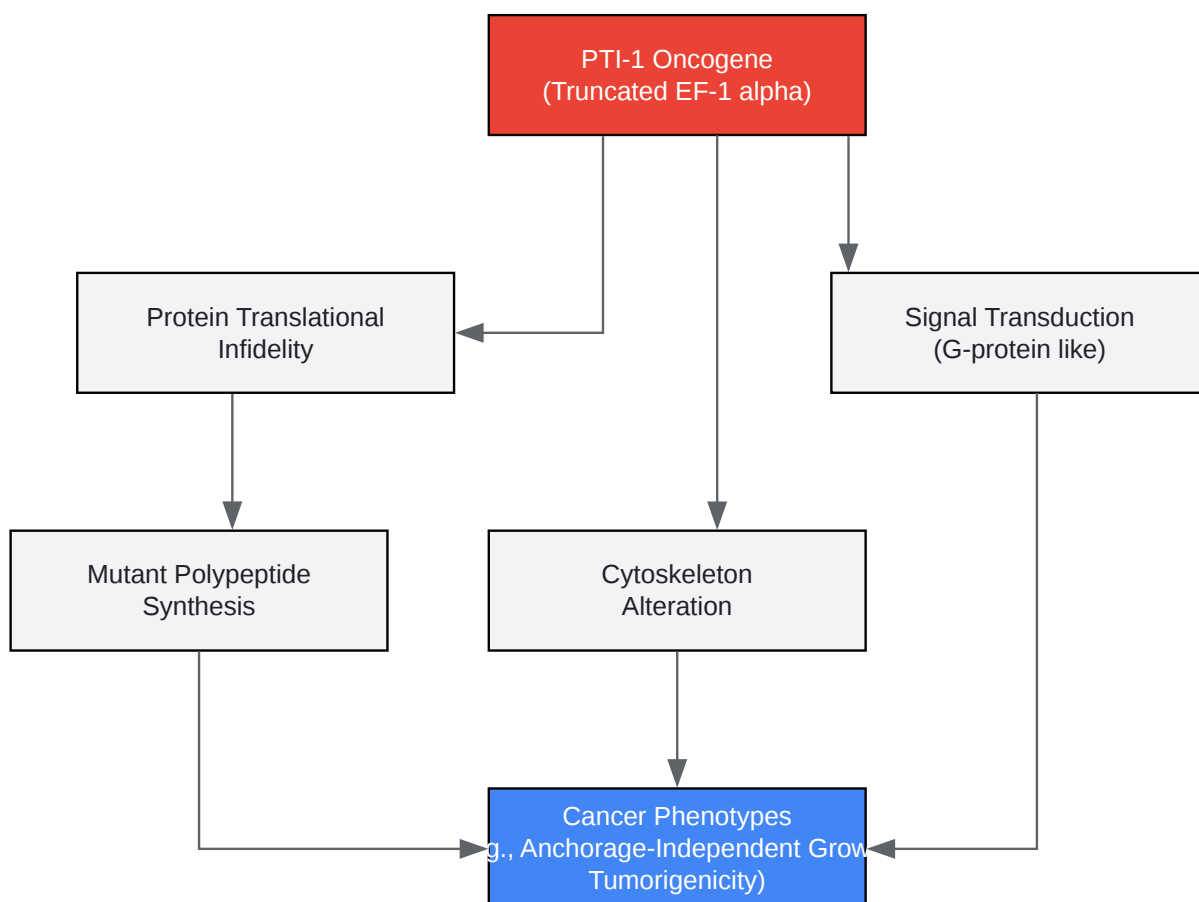 PTI-1 Oncogene
(Truncated EF-1 alpha)
Protein Translational
Infidelity
Signal Transduction
(G-protein like)
Mutant Polypeptide
Synthesis
Cytoskeleton
Alteration
Cancer Phenotypes
g., Anchorage-Independent Grow
Tumorigenicity)